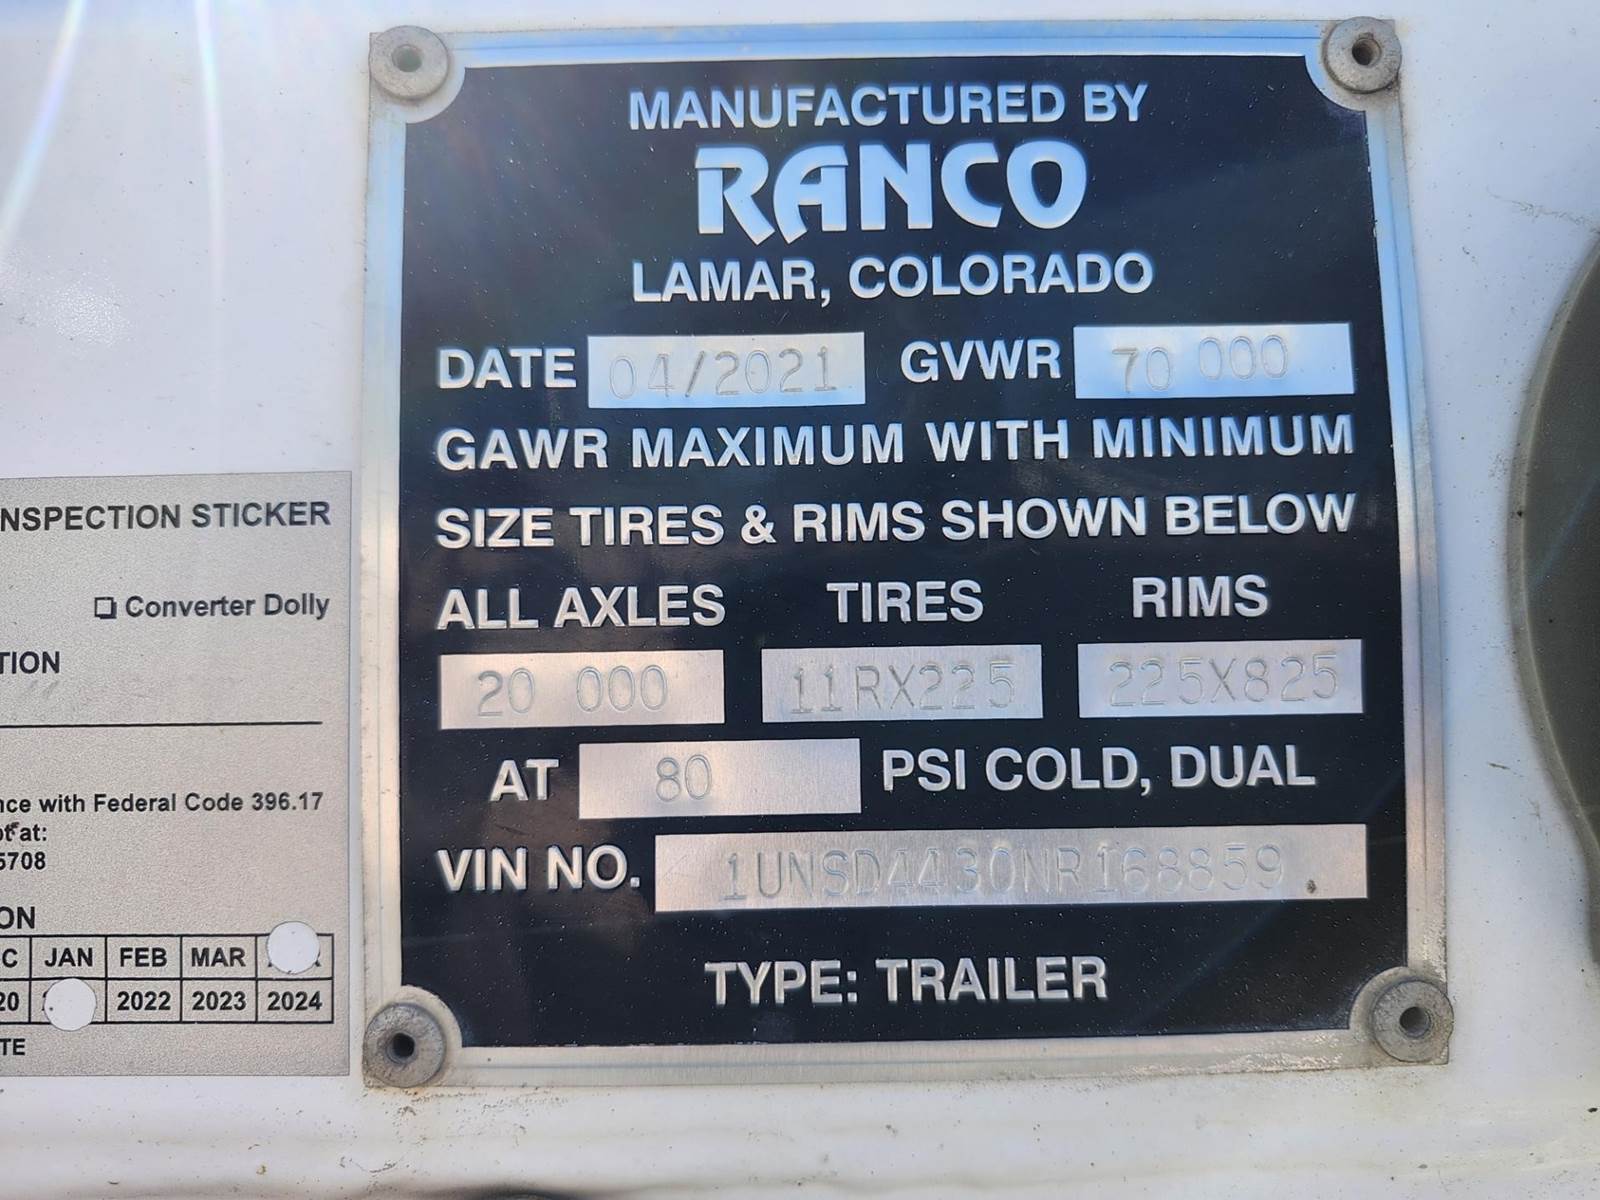 MANUFACTURED BY
RANCO
LAMAR, COLORADO
DATE 04/2021 GVWR 70 000
GAWR MAXIMUM WITH MINIMUM
SIZE TIRES & RIMS SHOWN BELOW
ALL AXLES TIRES RIMS
20 000 11RX225 225X825
AT 80 PSI COLD, DUAL
VIN NO. 1UNSD4430NR168859
TYPE: TRAILER
NSPECTION STICKER
❑ Converter Dolly
TION
nce with Federal Code 396.17
at:
5708
ON
C JAN FEB MAR
20 2022 2023 2024
TE